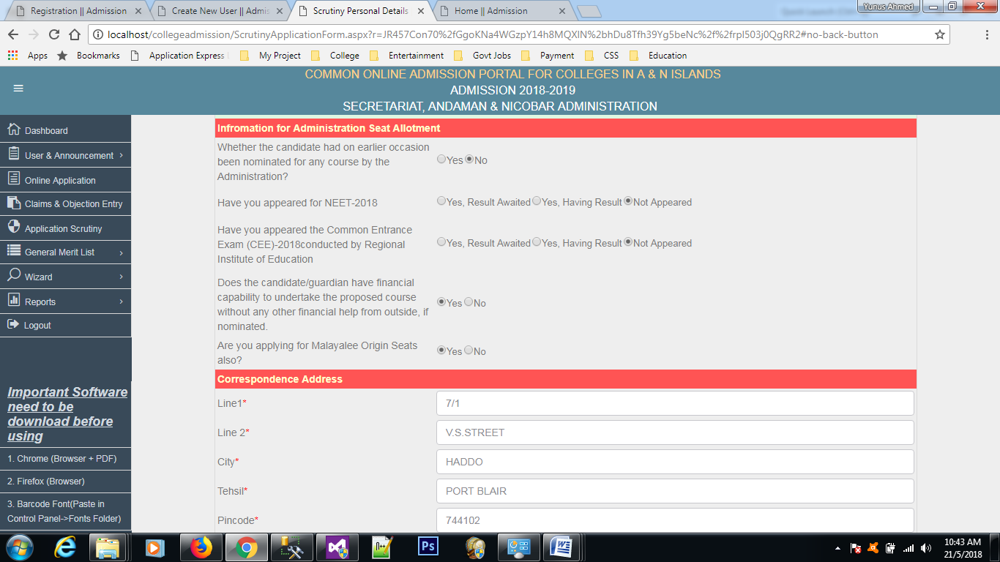 Registration || Admission
Create New User || Admis
Scrutiny Personal Details
Home || Admission
Yunus Ahmed
localhost/collegeadmission/ScrutinyApplicationForm.aspx?r=JR457Con70%2fGgoKNa4WGzpY14h8MQXIN%2bhDu8Tfh39Yg5beNc%2f%2frpI503j0QgRR2#no-back-button
Apps
Bookmarks
Application Express
My Project
College
Entertainment
Govt Jobs
Payment
CSS
Education
COMMON ONLINE ADMISSION PORTAL FOR COLLEGES IN A & N ISLANDS
ADMISSION 2018-2019
SECRETARIAT, ANDAMAN & NICOBAR ADMINISTRATION
Dashboard
User & Announcement
Online Application
Claims & Objection Entry
Application Scrutiny
General Merit List
Wizard
Reports
Logout
Important Software
need to be
download before
using
1. Chrome (Browser + PDF)
2. Firefox (Browser)
3. Barcode Font(Paste in
Control Panel->Fonts Folder)
Infromation for Administration Seat Allotment
Whether the candidate had on earlier occasion
been nominated for any course by the
Administration?
Yes No
Have you appeared for NEET-2018
Yes, Result Awaited Yes, Having Result Not Appeared
Have you appeared the Common Entrance
Exam (CEE)-2018conducted by Regional
Institute of Education
Yes, Result Awaited Yes, Having Result Not Appeared
Does the candidate/guardian have financial
capability to undertake the proposed course
without any other financial help from outside, if
nominated.
Yes No
Are you applying for Malayalee Origin Seats
also?
Yes No
Correspondence Address
Line1* 7/1
Line 2* V.S.STREET
City* HADDO
Tehsil* PORT BLAIR
Pincode* 744102
Ps
10:43 AM
21/5/2018